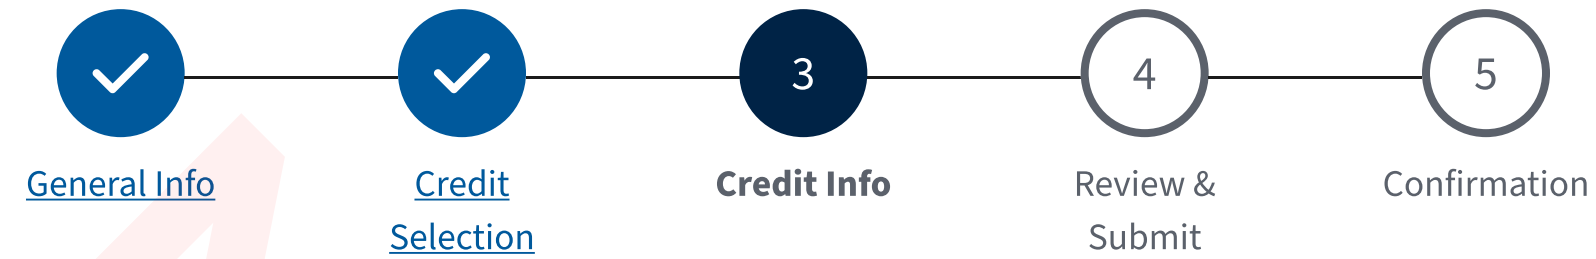 3
4
5
General Info
Credit
Selection
Credit Info
Review &
Submit
Confirmation